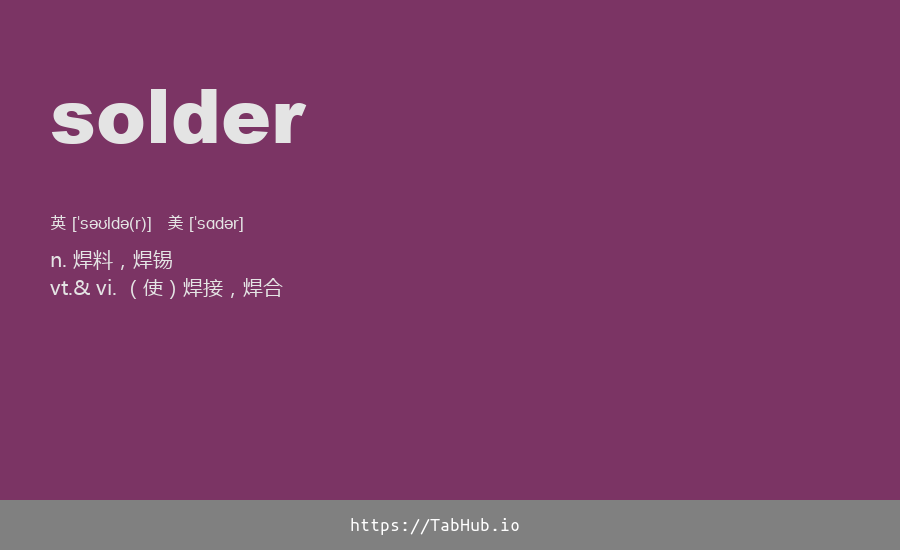 solder
英 [ˈsəʊldə(r)]   美 [ˈsɑdər]
n. 焊料，焊锡
vt.& vi. （使）焊接，焊合
https://TabHub.io